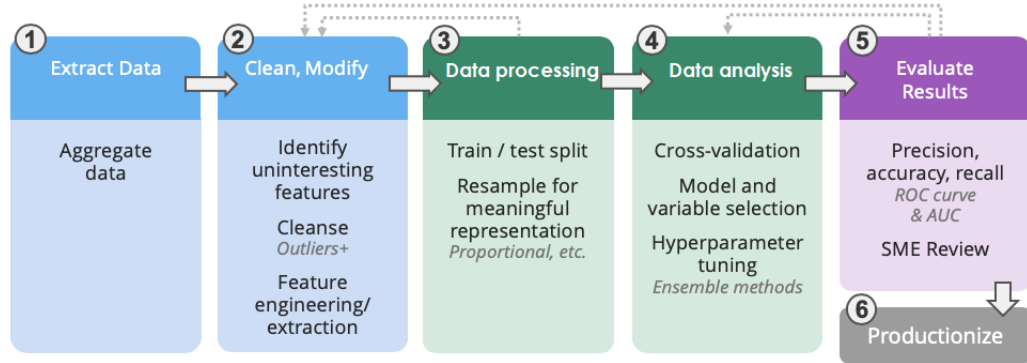 1
Extract Data
Aggregate
data
2
Clean, Modify
Identify
uninteresting
features
Cleanse
Outliers+
Feature
engineering/
extraction
3
Data processing
Train / test split
Resample for
meaningful
representation
Proportional, etc.
4
Data analysis
Cross-validation
Model and
variable selection
Hyperparameter
tuning
Ensemble methods
5
Evaluate
Results
Precision,
accuracy, recall
ROC curve
& AUC
SME Review
6
Productionize